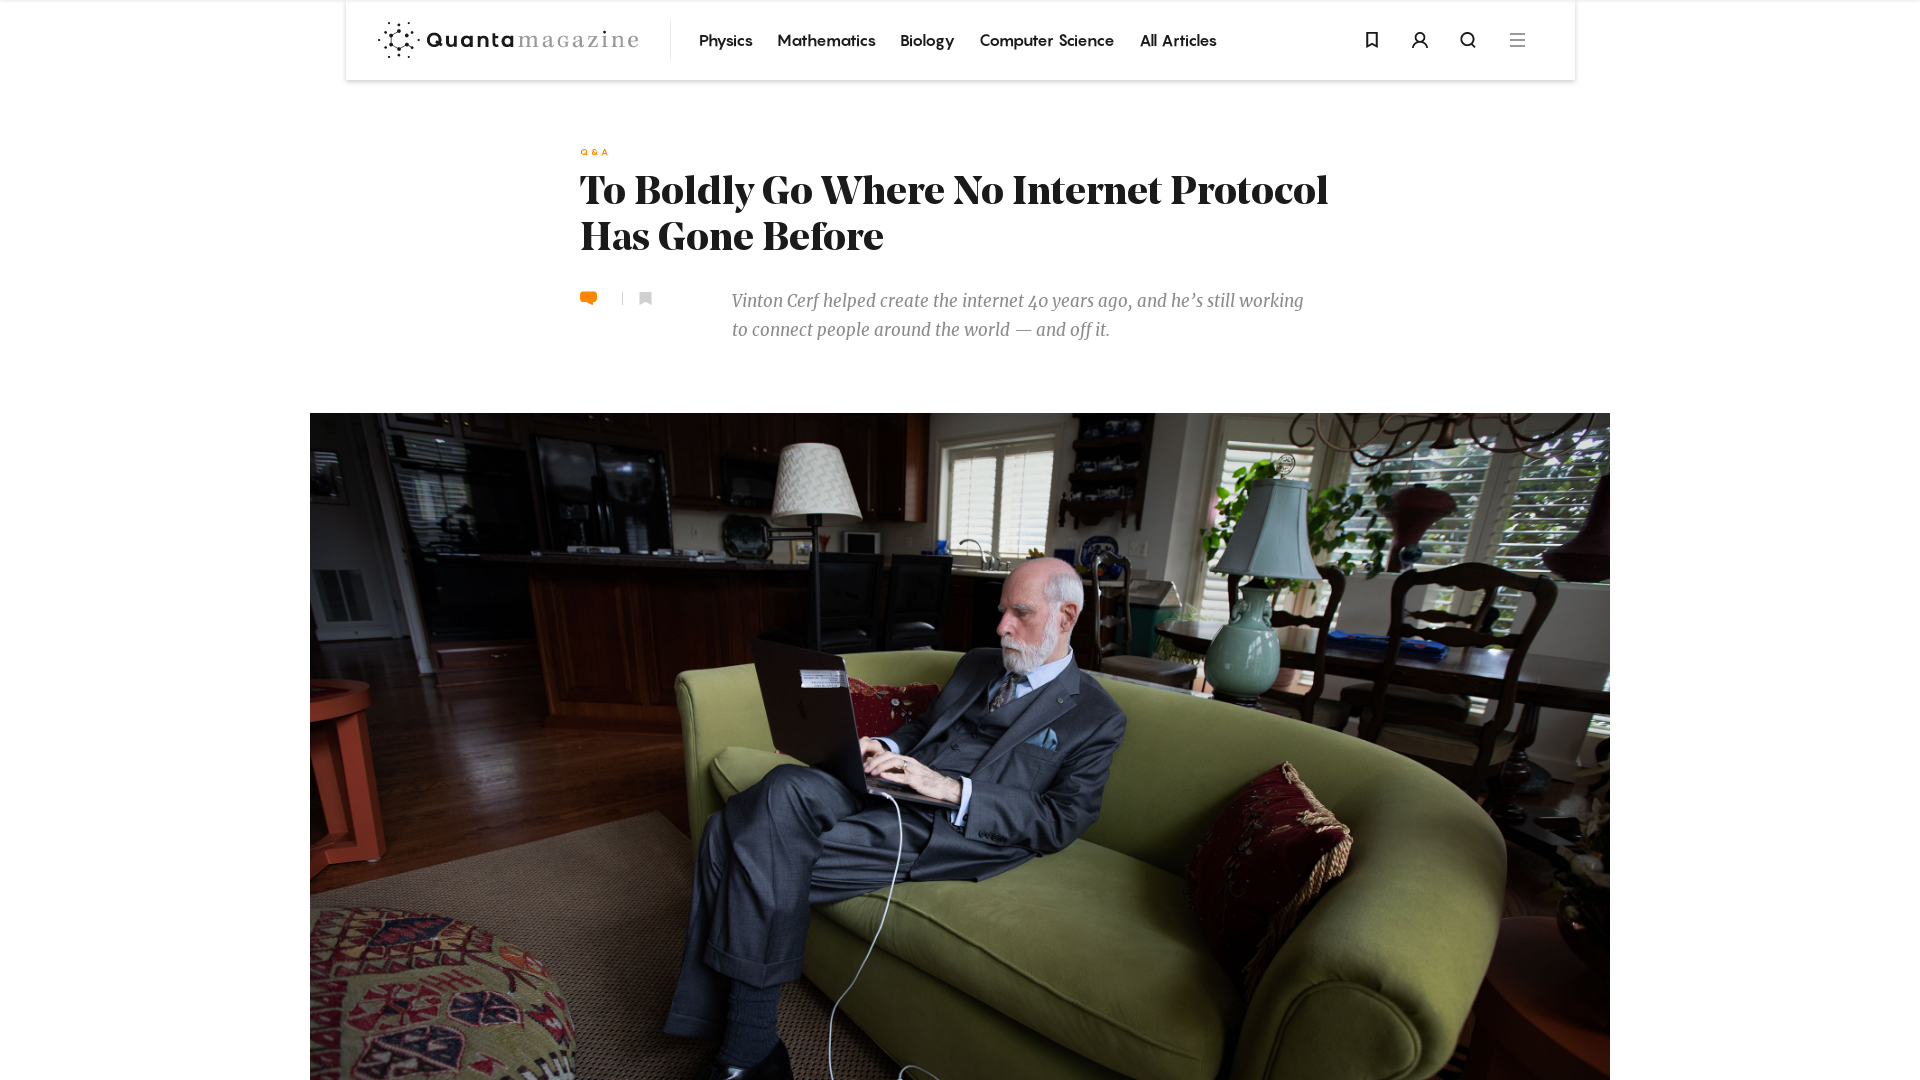 Quantamagazine
Physics
Mathematics
Biology
Computer Science
All Articles
Q&A
To Boldly Go Where No Internet Protocol
Has Gone Before
Vinton Cerf helped create the internet 40 years ago, and he’s still working
to connect people around the world — and off it.